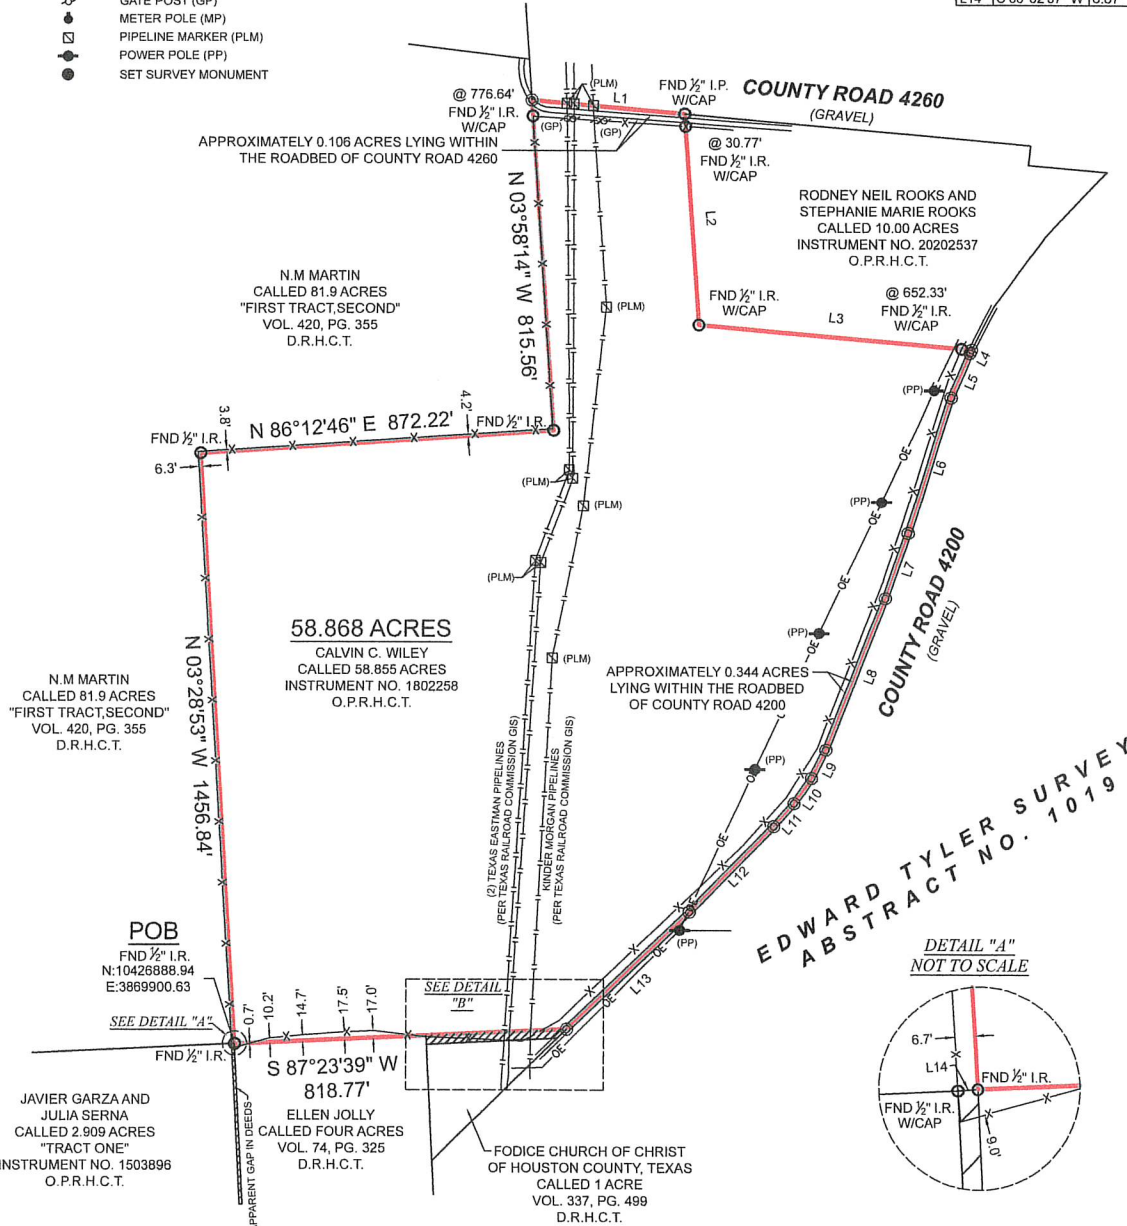 GATE POST (GP)
METER POLE (MP)
PIPELINE MARKER (PLM)
POWER POLE (PP)
SET SURVEY MONUMENT
@ 776.64'
FND ½" I.R.
W/CAP
(PLM)
L1
FND ½" I.P.
W/CAP
COUNTY ROAD 4260
(GRAVEL)
(GP)
(GP)
APPROXIMATELY 0.106 ACRES LYING WITHIN
THE ROADBED OF COUNTY ROAD 4260
@ 30.77'
FND ½" I.R.
W/CAP
N 03°58'14" W 815.56'
L2
RODNEY NEIL ROOKS AND
STEPHANIE MARIE ROOKS
CALLED 10.00 ACRES
INSTRUMENT NO. 20202537
O.P.R.H.C.T.
N.M MARTIN
CALLED 81.9 ACRES
"FIRST TRACT,SECOND"
VOL. 420, PG. 355
D.R.H.C.T.
(PLM)
FND ½" I.R.
W/CAP
L3
@ 652.33'
FND ½" I.R.
W/CAP
L4
L5
(PP)
3.8'
N 86°12'46" E 872.22'
4.2'
FND ½" I.R.
FND ½" I.R.
6.3'
(PLM)
(PLM)
OE
L6
(PP)
OE
(PLM)
OE
L7
COUNTY ROAD 4200
(GRAVEL)
58.868 ACRES
CALVIN C. WILEY
CALLED 58.855 ACRES
INSTRUMENT NO. 1802258
O.P.R.H.C.T.
(PP)
OE
(PLM)
APPROXIMATELY 0.344 ACRES
LYING WITHIN THE ROADBED
OF COUNTY ROAD 4200
L8
N.M MARTIN
CALLED 81.9 ACRES
"FIRST TRACT,SECOND"
VOL. 420, PG. 355
D.R.H.C.T.
N 03°28'53" W 1456.84'
(2) TEXAS EASTMAN PIPELINES
(PER TEXAS RAILROAD COMMISSION GIS)
KINDER MORGAN PIPELINES
(PER TEXAS RAILROAD COMMISSION GIS)
(PP)
OE
L9
L10
L11
OE
L12
EDWARD TYLER SURVEY
ABSTRACT NO. 1019
POB
FND ½" I.R.
N:10426888.94
E:3869900.63
OE
(PP)
OE
L13
SEE DETAIL "A"
FND ½" I.R.
0.7'
10.2'
14.7'
17.5'
17.0'
SEE DETAIL
"B"
OE
OE
S 87°23'39" W
818.77'
DETAIL "A"
NOT TO SCALE
6.7'
L14
FND ½" I.R.
FND ½" I.R.
W/CAP
9.0'
JAVIER GARZA AND
JULIA SERNA
CALLED 2.909 ACRES
"TRACT ONE"
INSTRUMENT NO. 1503896
O.P.R.H.C.T.
APPARENT GAP IN DEEDS
ELLEN JOLLY
CALLED FOUR ACRES
VOL. 74, PG. 325
D.R.H.C.T.
FODICE CHURCH OF CHRIST
OF HOUSTON COUNTY, TEXAS
CALLED 1 ACRE
VOL. 337, PG. 499
D.R.H.C.T.